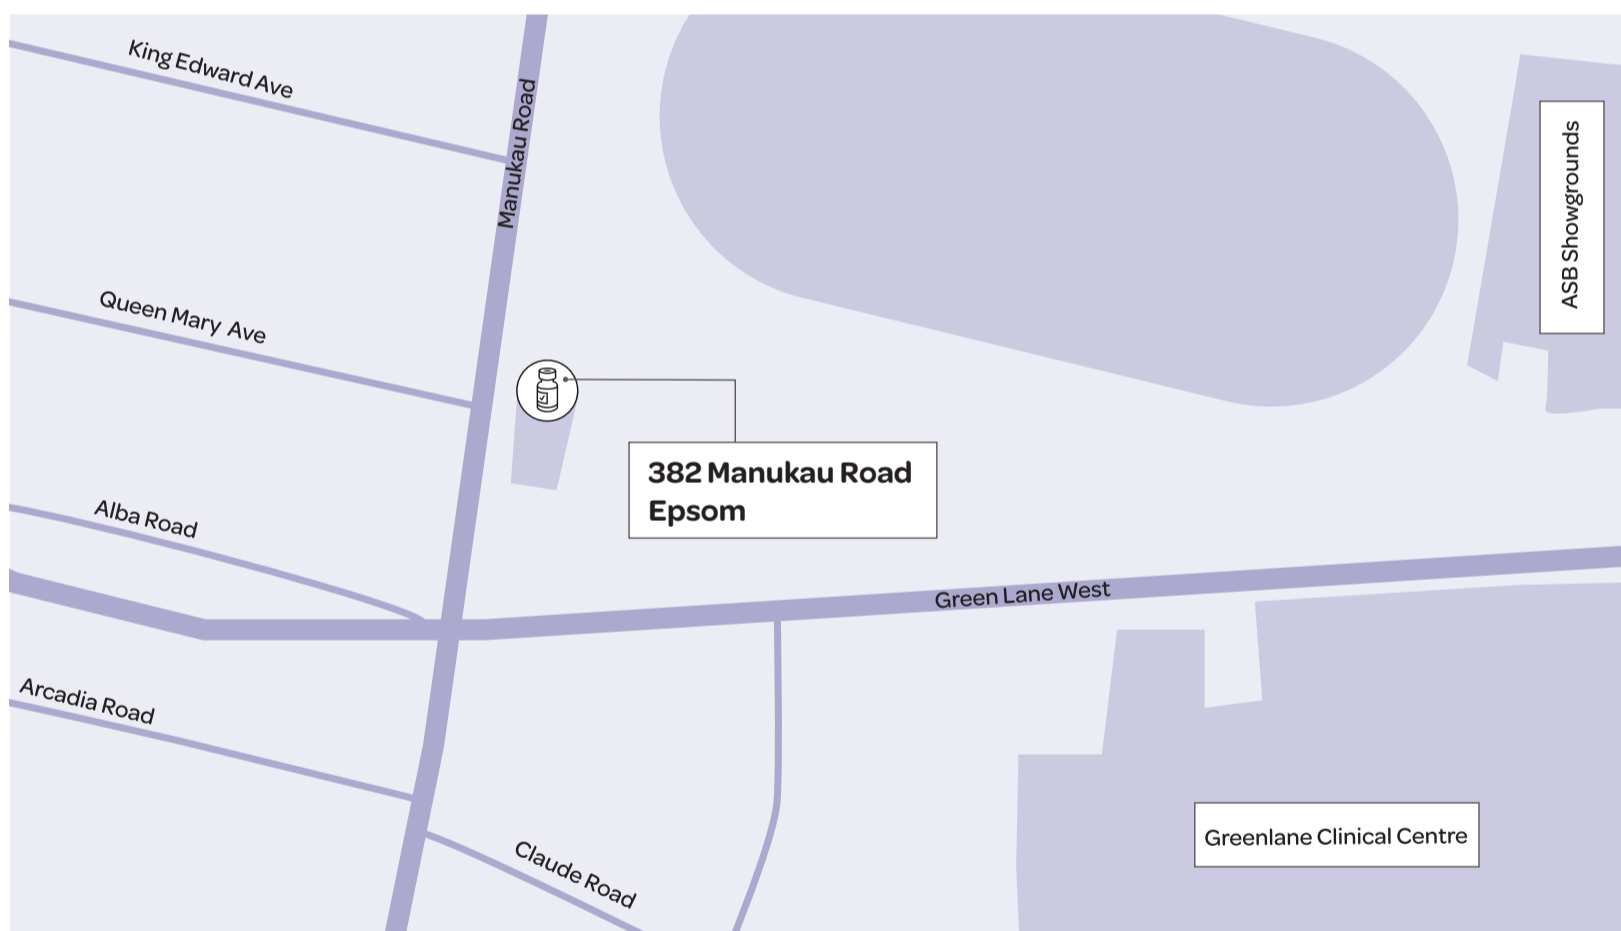 King Edward Ave
Manukau Road
ASB Showgrounds
Queen Mary Ave
382 Manukau Road
Epsom
Alba Road
Green Lane West
Arcadia Road
Greenlane Clinical Centre
Claude Road